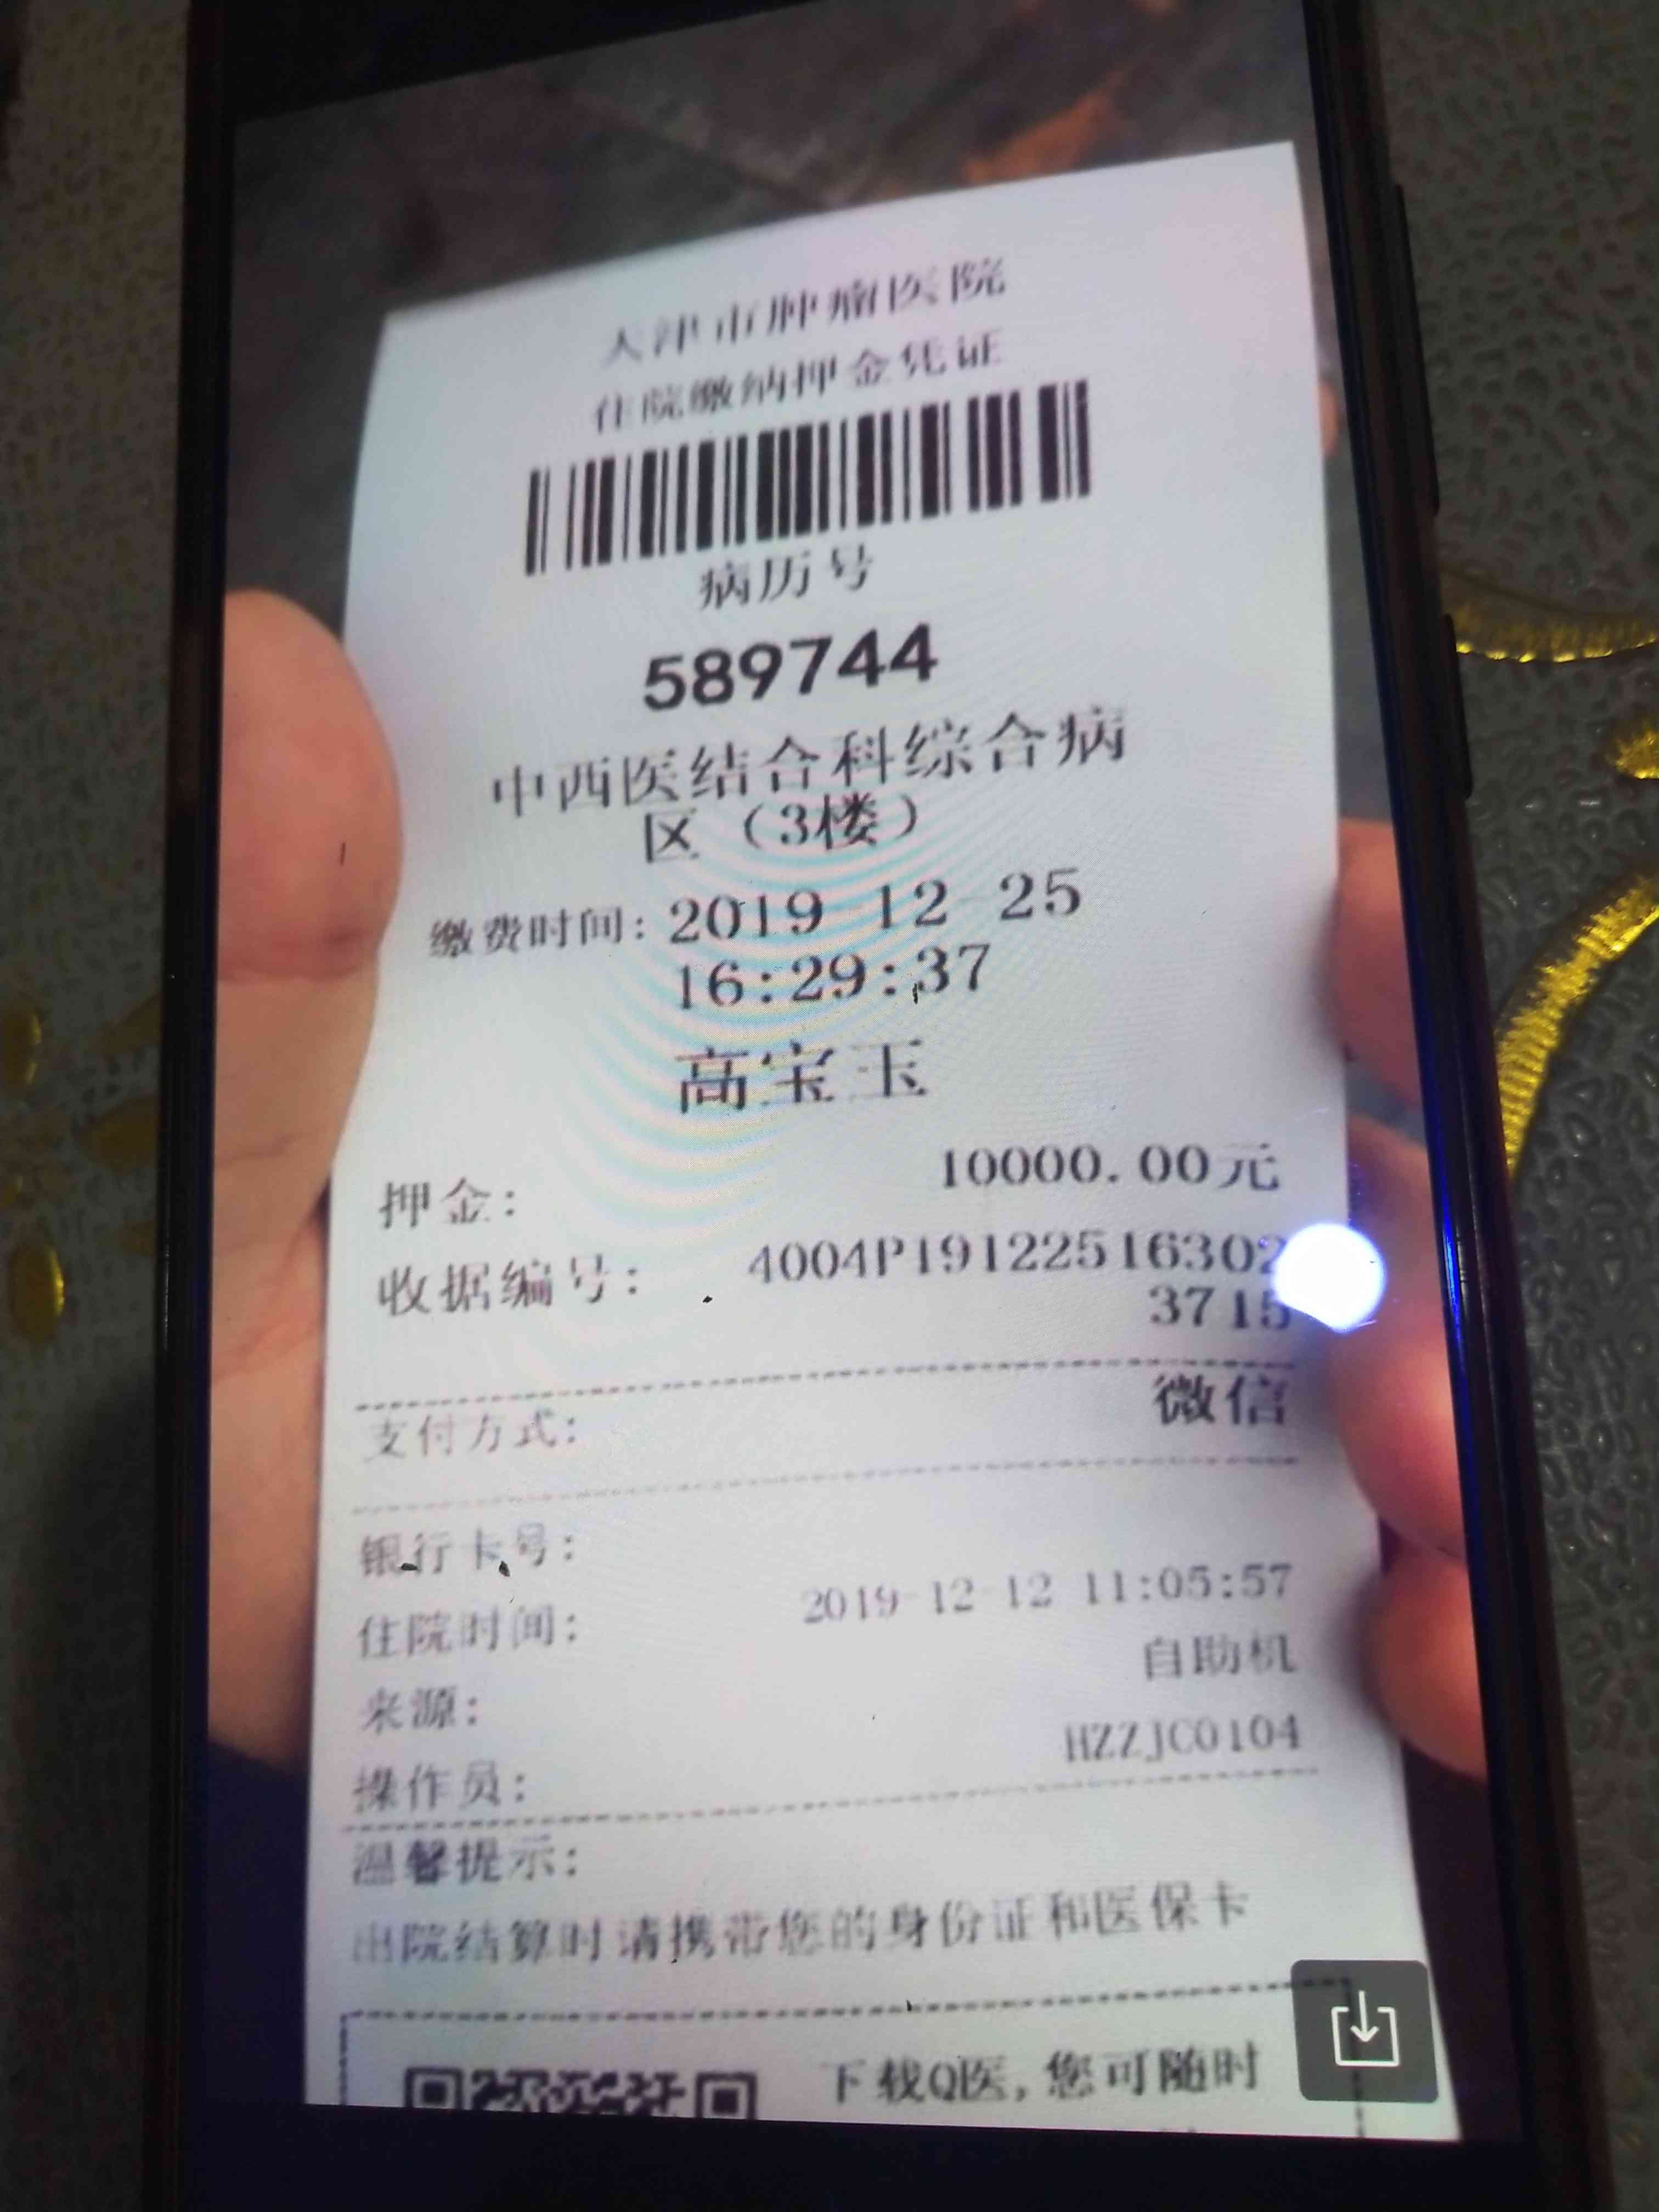 天津市肿瘤医院
住院缴纳押金凭证
病历号
589744
中西医结合科综合病
区（3楼）
缴费时间: 2019 12 25
16:29:37
高宝玉
押金: 10000.00元
收据编号: 4004P19122516302
3715
支付方式: 微信
银行卡号:
住院时间: 2019-12-12 11:05:57
来源: 自助机
操作员: HZZJC0104
温馨提示:
出院结算时请携带您的身份证和医保卡
下载Q医,您可随时